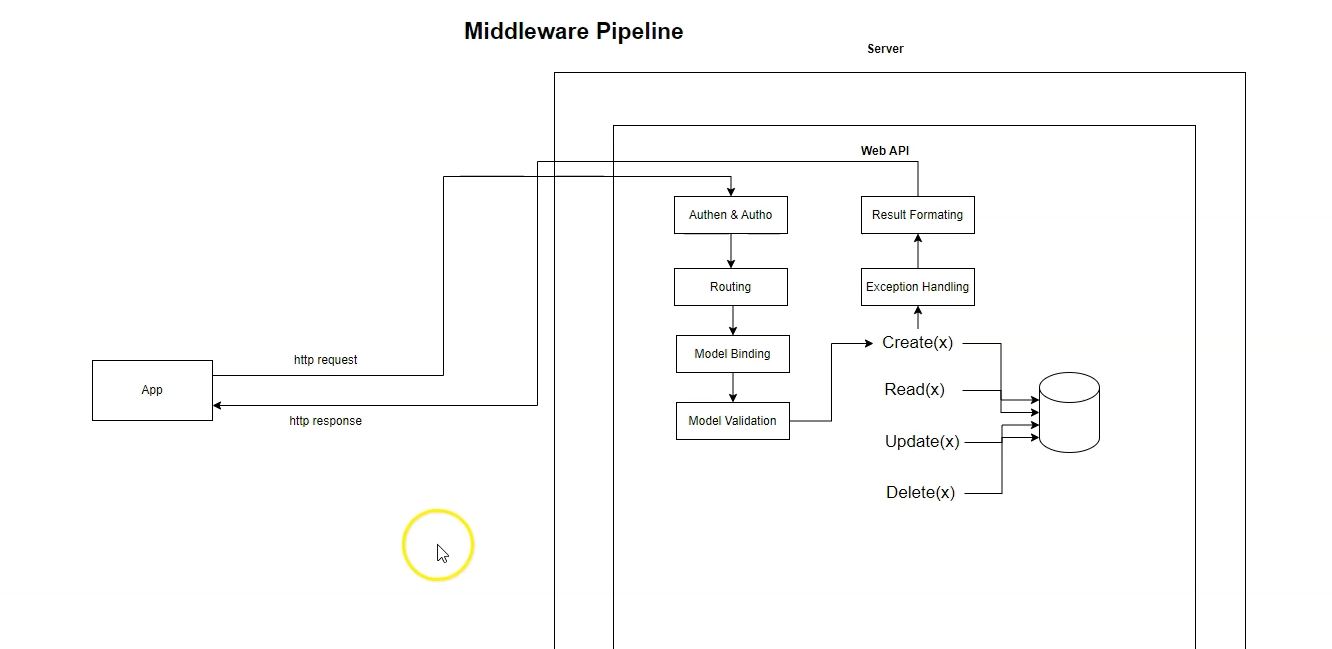 Middleware Pipeline
Server
Web API
Authen & Autho
Result Formating
Routing
Exception Handling
Create(x)
Model Binding
http request
App
Read(x)
http response
Model Validation
Update(x)
Delete(x)